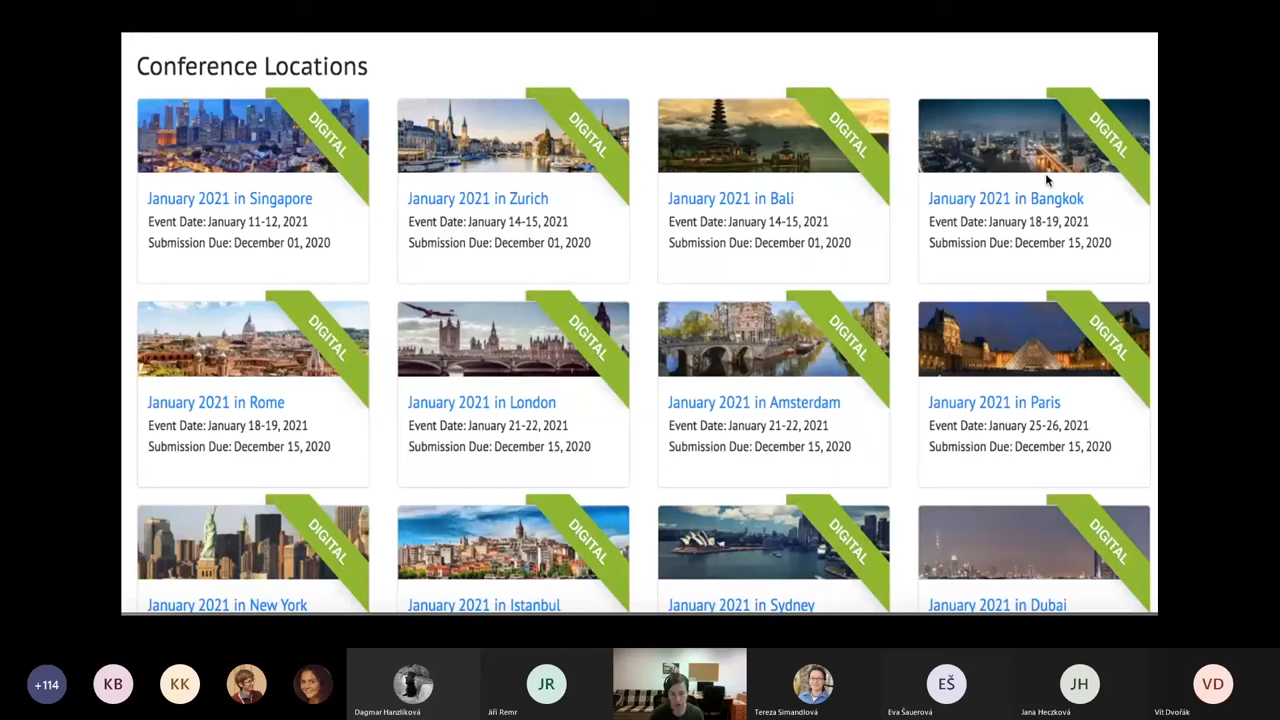 Conference Locations
DIGITAL
DIGITAL
DIGITAL
DIGITAL
January 2021 in Singapore
Event Date: January 11-12, 2021
Submission Due: December 01, 2020
January 2021 in Zurich
Event Date: January 14-15, 2021
Submission Due: December 01, 2020
January 2021 in Bali
Event Date: January 14-15, 2021
Submission Due: December 01, 2020
January 2021 in Bangkok
Event Date: January 18-19, 2021
Submission Due: December 15, 2020
DIGITAL
DIGITAL
DIGITAL
DIGITAL
January 2021 in Rome
Event Date: January 18-19, 2021
Submission Due: December 15, 2020
January 2021 in London
Event Date: January 21-22, 2021
Submission Due: December 15, 2020
January 2021 in Amsterdam
Event Date: January 21-22, 2021
Submission Due: December 15, 2020
January 2021 in Paris
Event Date: January 25-26, 2021
Submission Due: December 15, 2020
DIGITAL
DIGITAL
DIGITAL
DIGITAL
January 2021 in New York
January 2021 in Istanbul
January 2021 in Sydney
January 2021 in Dubai
+114
KB
KK
Dagmar Hanzlíková
JR
Jiří Remr
Tereza Simandlová
EŠ
Eva Šauerová
JH
Jana Heczková
VD
Vít Dvořák